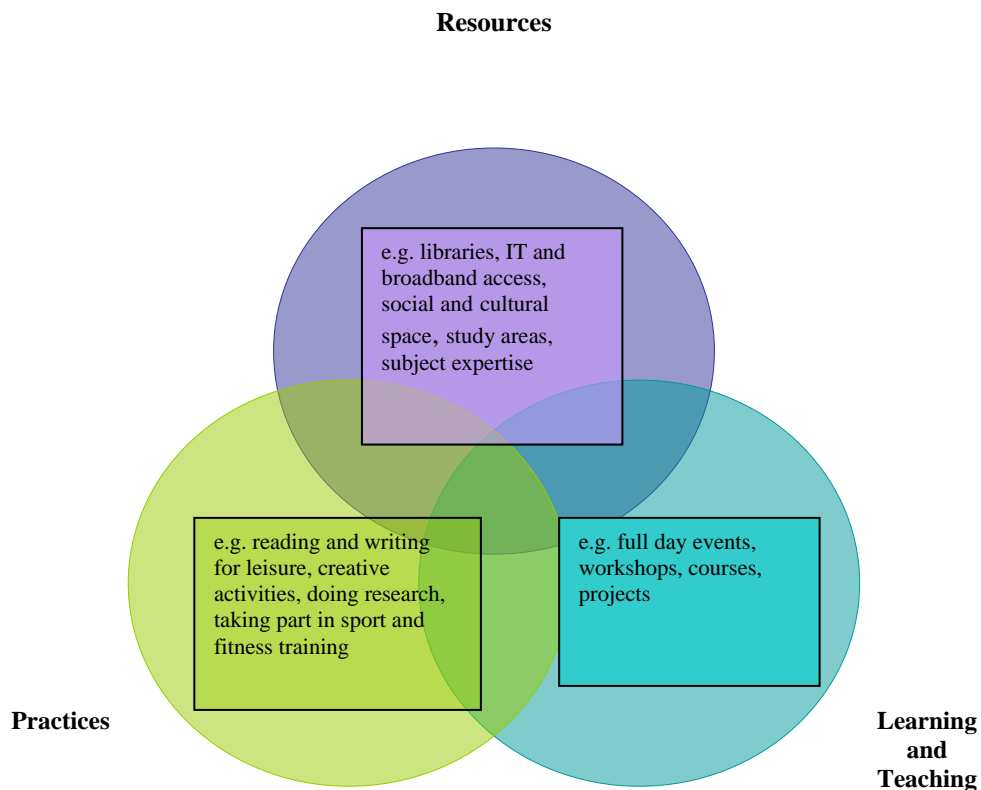 Resources
e.g. libraries, IT and
broadband access,
social and cultural
space, study areas,
subject expertise
e.g. reading and writing
for leisure, creative
activities, doing research,
taking part in sport and
fitness training
e.g. full day events,
workshops, courses,
projects
Practices
Learning
and
Teaching